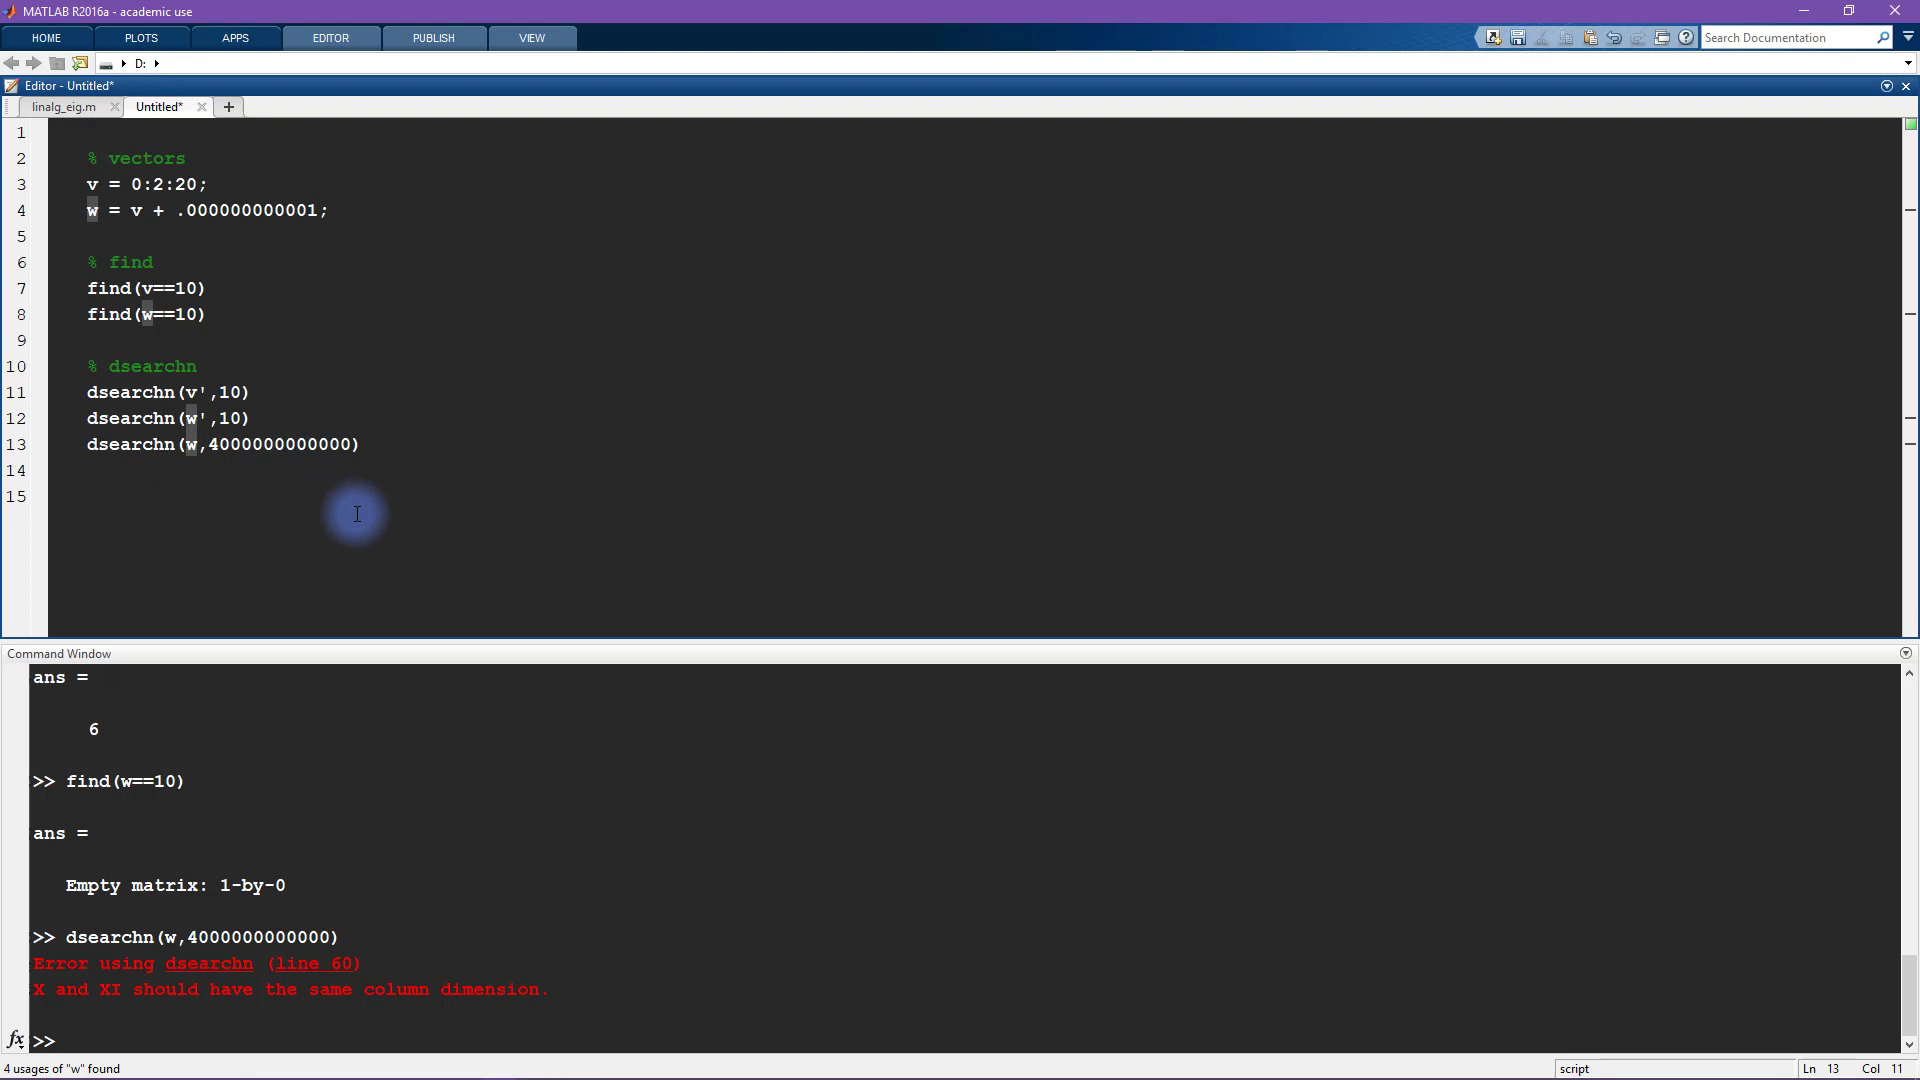 MATLAB R2016a - academic use
HOME PLOTS APPS EDITOR PUBLISH VIEW Search Documentation
D:
Editor - Untitled*
linalg_eig.m Untitled* +
1
2 % vectors
3 v = 0:2:20;
4 w = v + .000000000001;
5
6 % find
7 find(v==10)
8 find(w==10)
9
10 % dsearchn
11 dsearchn(v',10)
12 dsearchn(w',10)
13 dsearchn(w,4000000000000)
14
15
Command Window
ans =
6
>> find(w==10)
ans =
Empty matrix: 1-by-0
>> dsearchn(w,4000000000000)
Error using dsearchn (line 60)
X and XI should have the same column dimension.
fx >>
4 usages of "w" found script Ln 13 Col 11